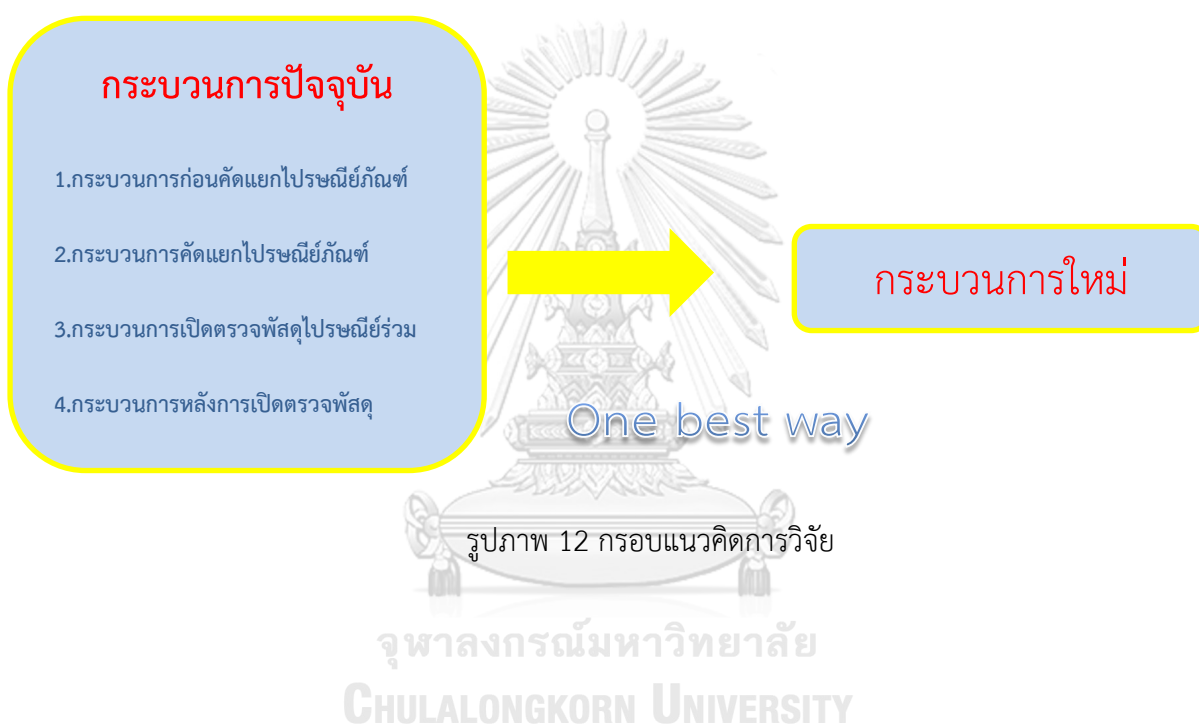 กระบวนการปัจจุบัน
1.กระบวนการก่อนคัดแยกไปรษณีย์ภัณฑ์
2.กระบวนการคัดแยกไปรษณีย์ภัณฑ์
3.กระบวนการเปิดตรวจพัสดุไปรษณีย์ร่วม
4.กระบวนการหลังการเปิดตรวจพัสดุ
กระบวนการใหม่
One best way
รูปภาพ 12 กรอบแนวคิดการวิจัย
จุฬาลงกรณ์มหาวิทยาลัย
CHULALONGKORN UNIVERSITY